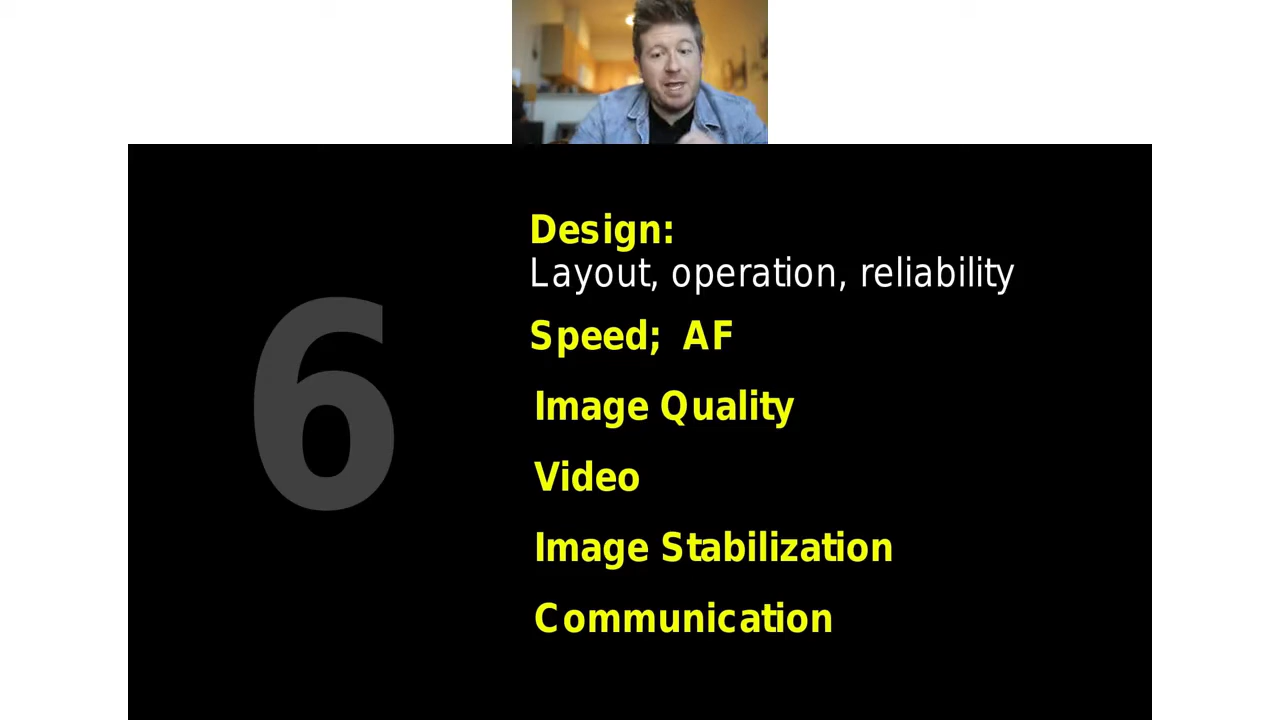 6
Design:
Layout, operation, reliability
Speed; AF
Image Quality
Video
Image Stabilization
Communication